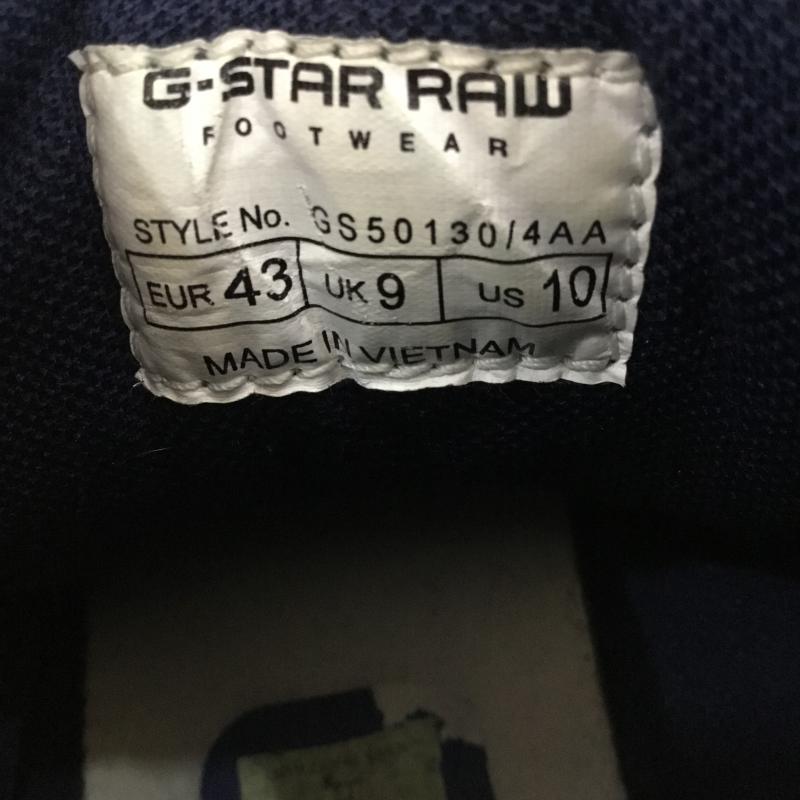 G-STAR RAW
FOOTWEAR
STYLE No. GS50130/4AA
EUR 43 UK 9 US 10
MADE IN VIETNAM